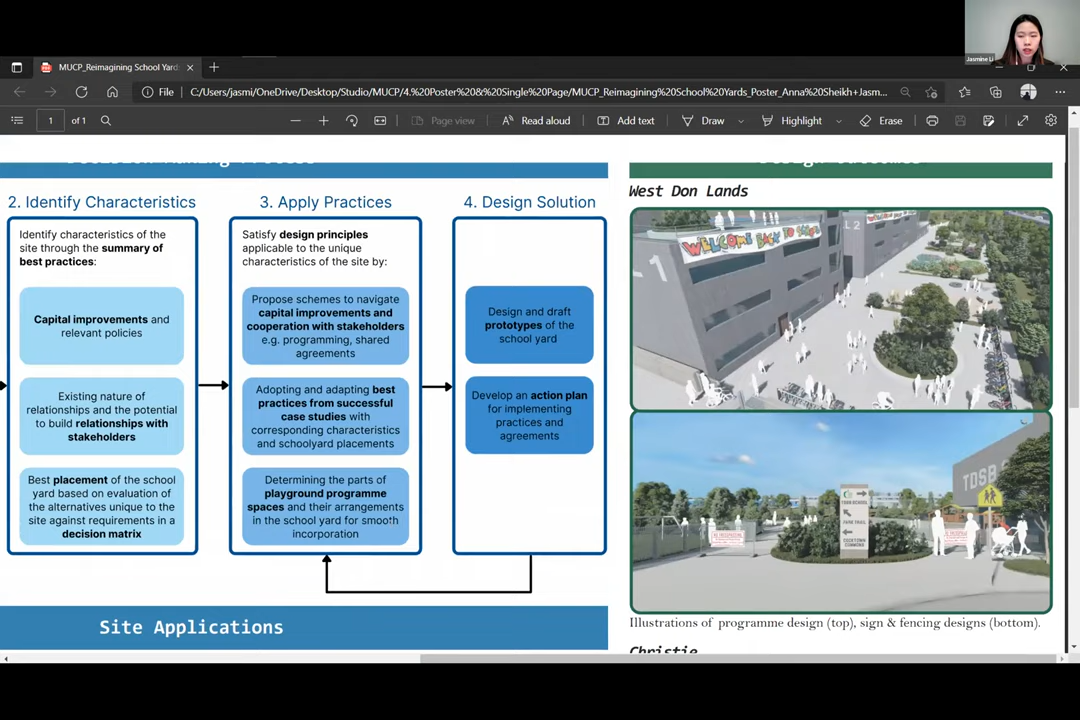 Jasmine Li
MUCP_Reimagining School Yard
File
C:/Users/jasmi/OneDrive/Desktop/Studio/MUCP/4.%20Poster%20&%20Single%20Page/MUCP_Reimagining%20School%20Yards_Poster_Anna%20Sheikh+Jasm...
1
of 1
Page view
Read aloud
Add text
Draw
Highlight
Erase
2. Identify Characteristics
Identify characteristics of the
site through the summary of
best practices:
Capital improvements and
relevant policies
Existing nature of
relationships and the potential
to build relationships with
stakeholders
Best placement of the school
yard based on evaluation of
the alternatives unique to the
site against requirements in a
decision matrix
3. Apply Practices
Satisfy design principles
applicable to the unique
characteristics of the site by:
Propose schemes to navigate
capital improvements and
cooperation with stakeholders
e.g. programming, shared
agreements
Adopting and adapting best
practices from successful
case studies with
corresponding characteristics
and schoolyard placements
Determining the parts of
playground programme
spaces and their arrangements
in the school yard for smooth
incorporation
4. Design Solution
Design and draft
prototypes of the
school yard
Develop an action plan
for implementing
practices and
agreements
Site Applications
West Don Lands
WELCOME BACK TO SCHOOL
1 2
TDSB
Illustrations of programme design (top), sign & fencing designs (bottom).
Christie